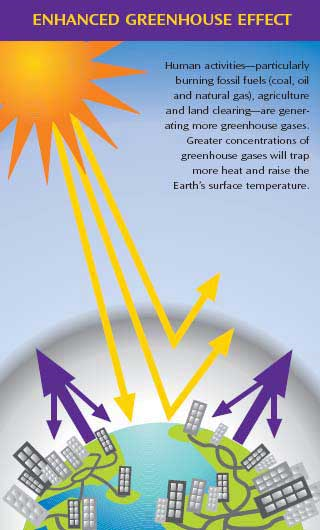 ENHANCED GREENHOUSE EFFECT
Human activities—particularly
burning fossil fuels (coal, oil
and natural gas), agriculture
and land clearing—are gener-
ating more greenhouse gases.
Greater concentrations of
greenhouse gases will trap
more heat and raise the
Earth's surface temperature.